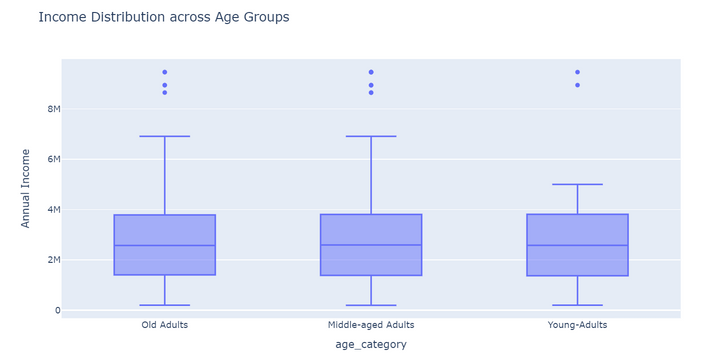 Income Distribution across Age Groups
8M
6M
4M
2M
0
Annual Income
Old Adults
Middle-aged Adults
Young-Adults
age_category